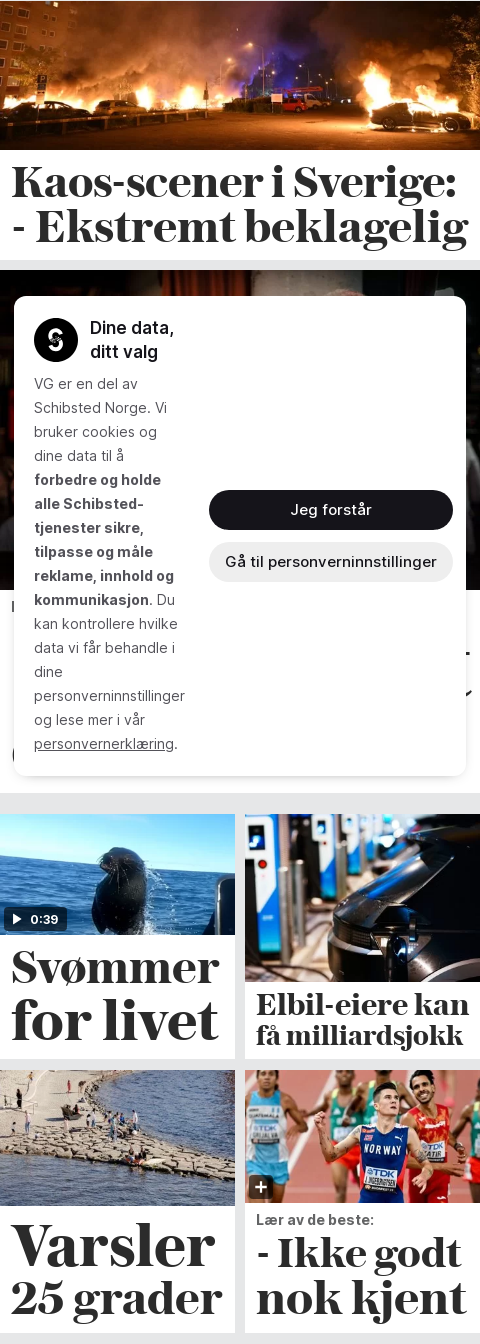 Kaos-scener i Sverige:
- Ekstremt beklagelig
Dine data,
ditt valg
VG er en del av
Schibsted Norge. Vi
bruker cookies og
dine data til å
forbedre og holde
alle Schibsted-
tjenester sikre,
tilpasse og måle
reklame, innhold og
kommunikasjon. Du
kan kontrollere hvilke
data vi får behandle i
dine
personverninnstillinger
og lese mer i vår
personvernerklæring.
Jeg forstår
Gå til personverninnstillinger
0:39
Svømmer
for livet
Elbil-eiere kan
få milliardsjokk
Varsler
25 grader
TDK
NORWAY
TDK
Lær av de beste:
- Ikke godt
nok kjent